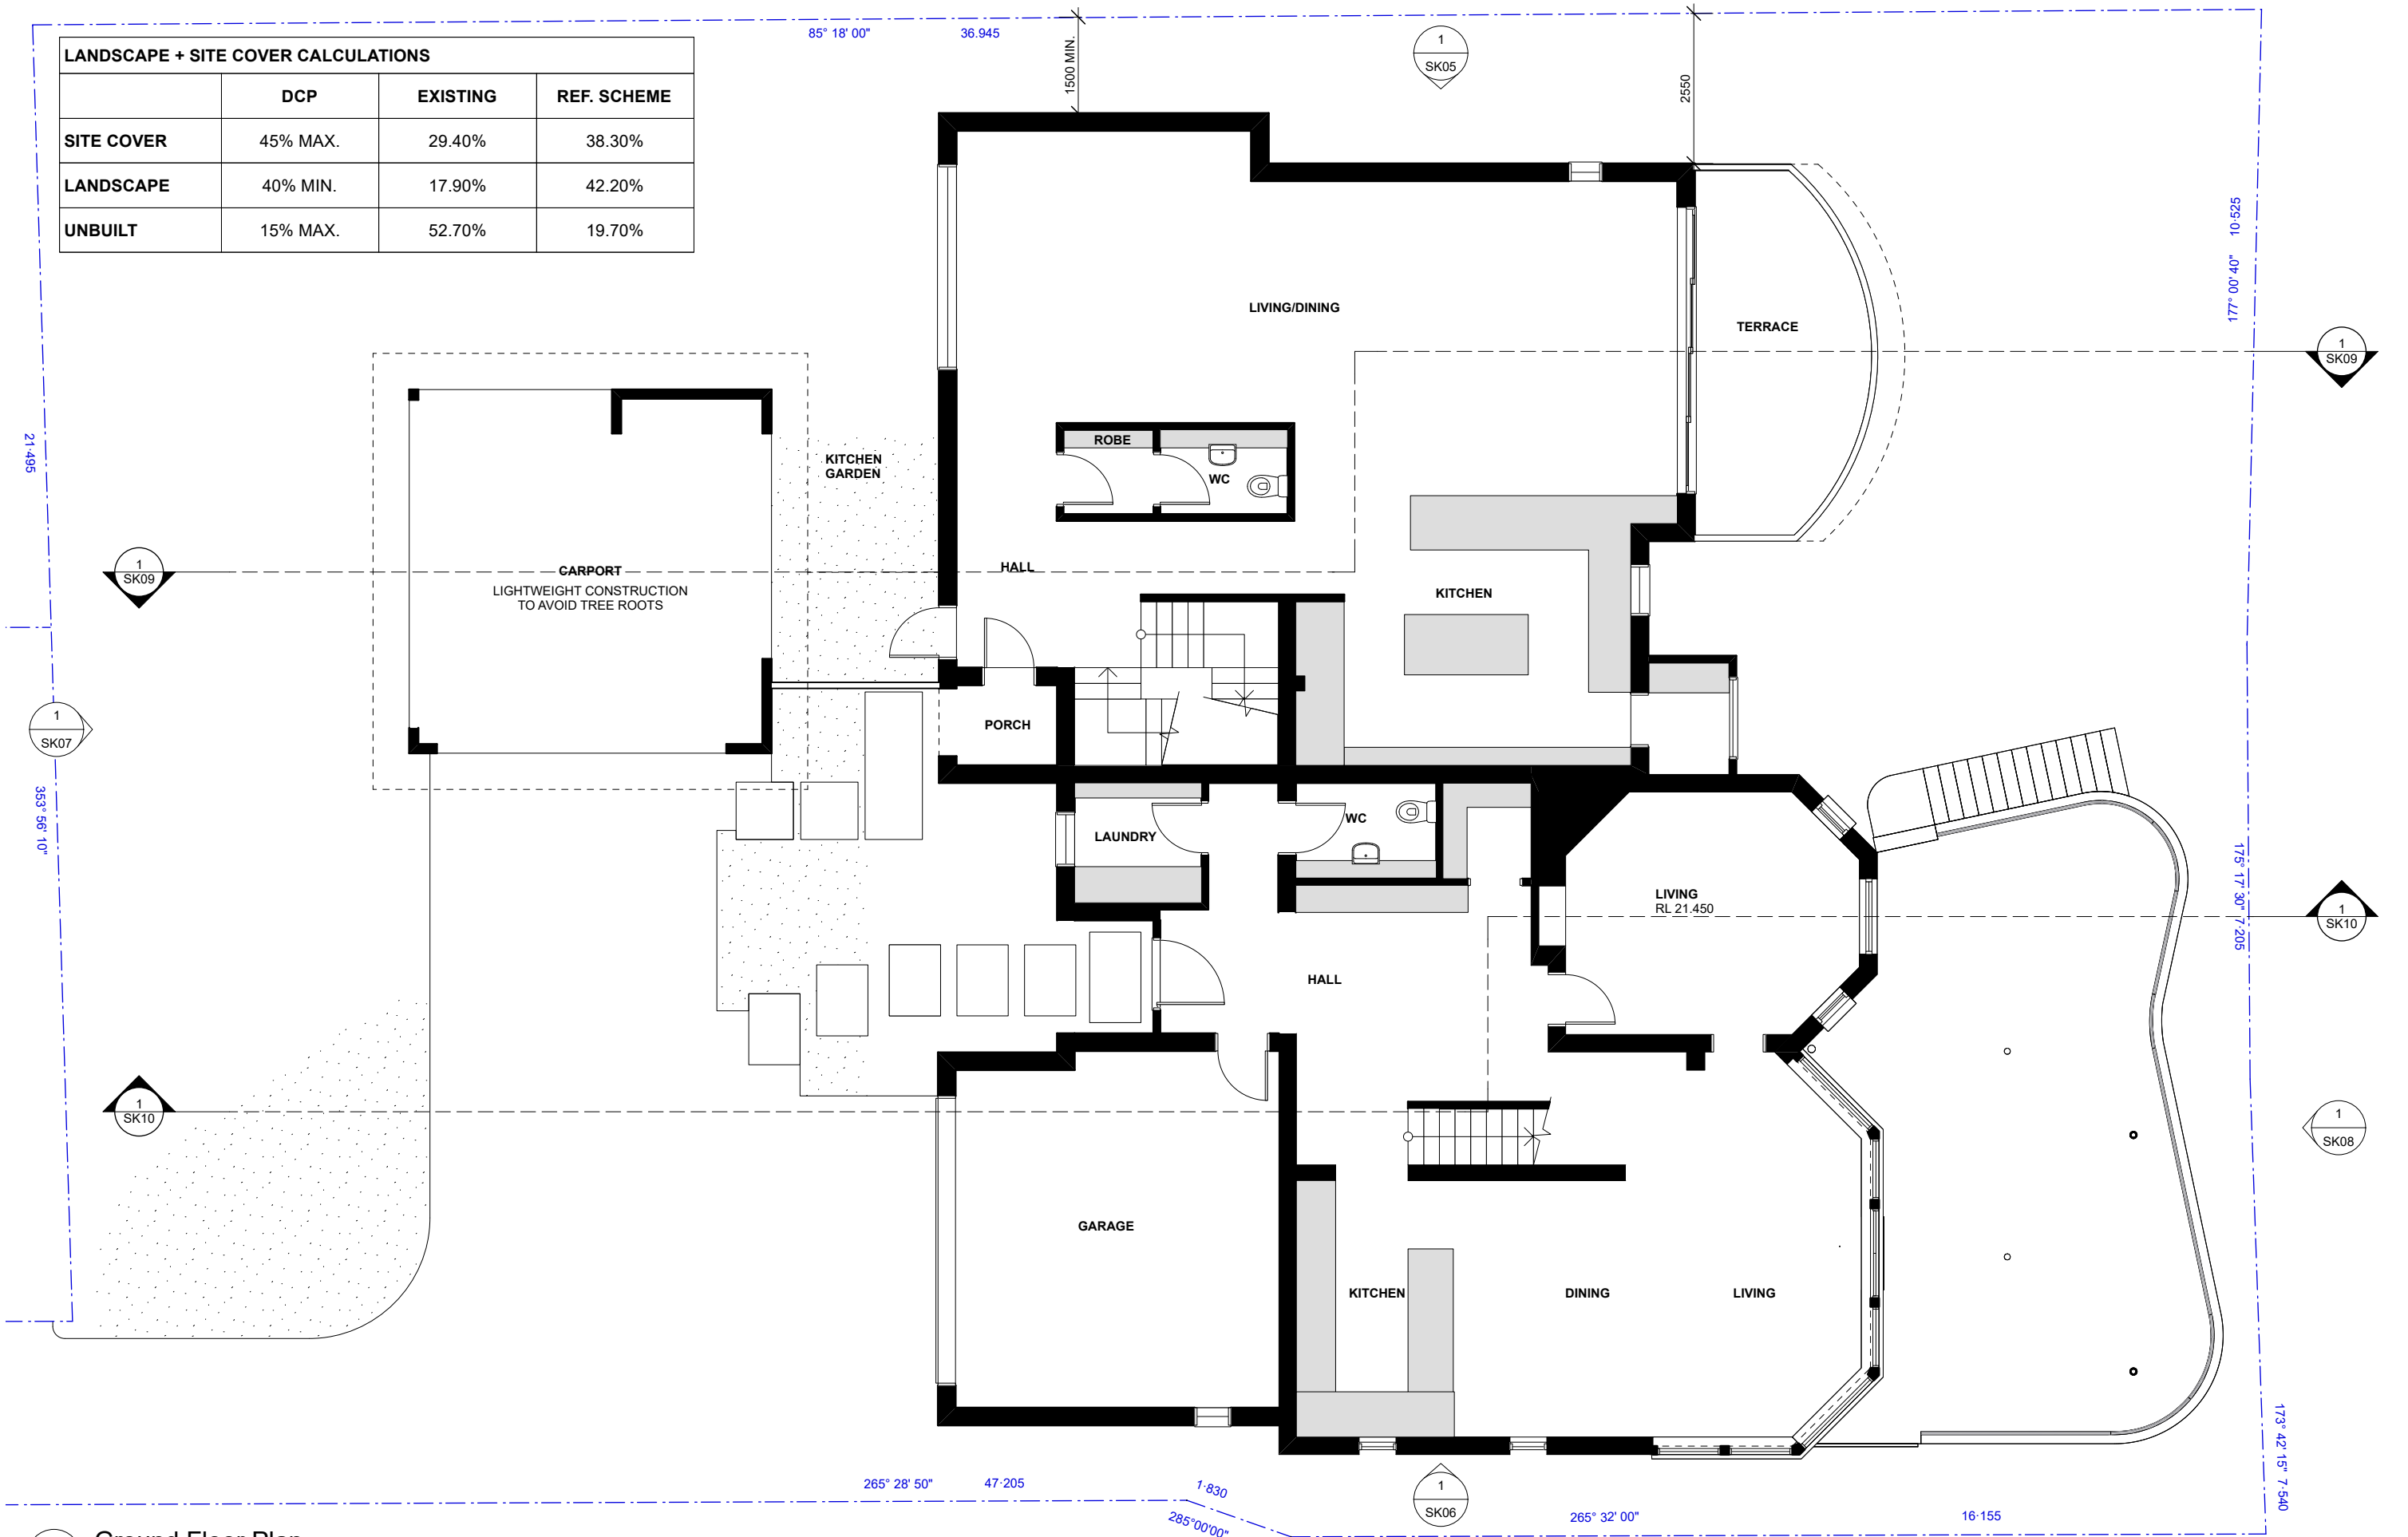 85° 18' 00" 36.945
1500 MIN.
1
SK05
2550
LANDSCAPE + SITE COVER CALCULATIONS
DCP EXISTING REF. SCHEME
SITE COVER 45% MAX. 29.40% 38.30%
LANDSCAPE 40% MIN. 17.90% 42.20%
UNBUILT 15% MAX. 52.70% 19.70%
177° 00' 40" 10·525
LIVING/DINING
TERRACE
1
SK09
21·495
ROBE
KITCHEN
GARDEN
WC
1
SK09
CARPORT
LIGHTWEIGHT CONSTRUCTION
TO AVOID TREE ROOTS
HALL
KITCHEN
1
SK07
PORCH
353° 56' 10"
LAUNDRY
WC
175° 17' 30" 7·205
LIVING
RL 21.450
1
SK10
HALL
1
SK10
1
SK08
GARAGE
KITCHEN
DINING
LIVING
173° 42' 15" 7·540
265° 28' 50" 47·205
1·830
285°00'00"
1
SK06
265° 32' 00" 16·155
Ground Floor Plan